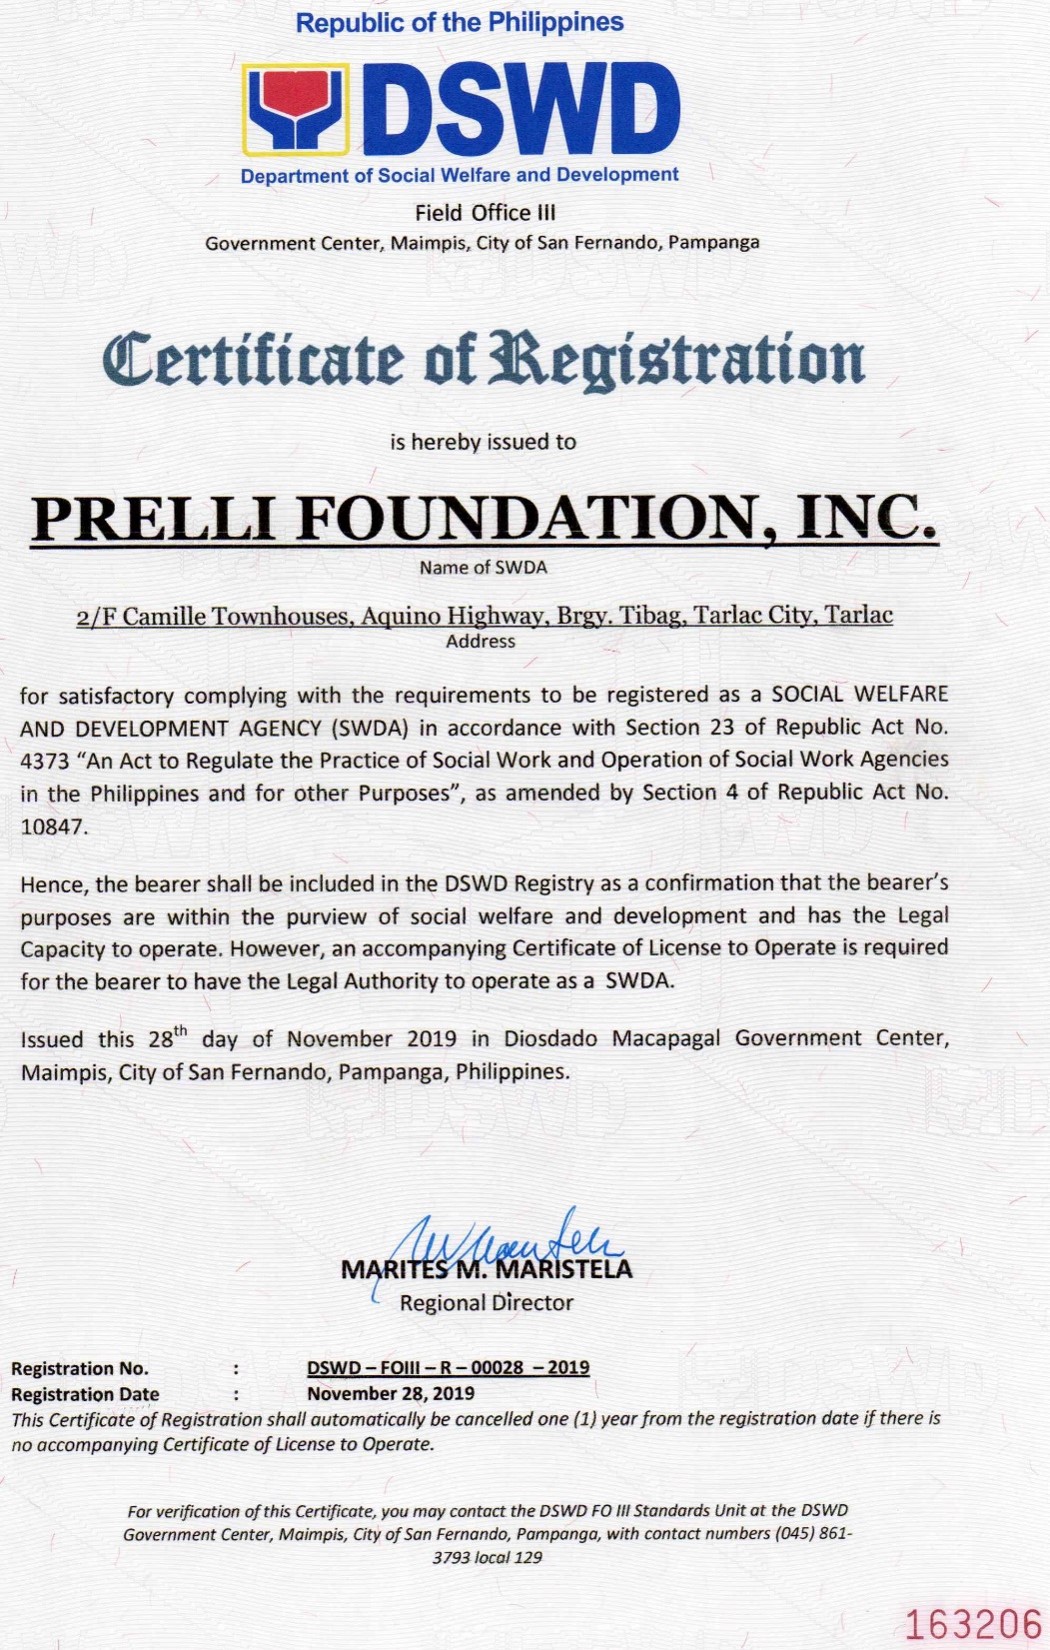 Republic of the Philippines
DSWD
Department of Social Welfare and Development
Field Office III
Government Center, Maimpis, City of San Fernando, Pampanga
Certificate of Registration
is hereby issued to
PRELLI FOUNDATION, INC.
Name of SWDA
2/F Camille Townhouses, Aquino Highway, Brgy. Tibag, Tarlac City, Tarlac
Address
for satisfactory complying with the requirements to be registered as a SOCIAL WELFARE
AND DEVELOPMENT AGENCY (SWDA) in accordance with Section 23 of Republic Act No.
4373 “An Act to Regulate the Practice of Social Work and Operation of Social Work Agencies
in the Philippines and for other Purposes”, as amended by Section 4 of Republic Act No.
10847.
Hence, the bearer shall be included in the DSWD Registry as a confirmation that the bearer’s
purposes are within the purview of social welfare and development and has the Legal
Capacity to operate. However, an accompanying Certificate of License to Operate is required
for the bearer to have the Legal Authority to operate as a SWDA.
Issued this 28th day of November 2019 in Diosdado Macapagal Government Center,
Maimpis, City of San Fernando, Pampanga, Philippines.
MARITES M. MARISTELA
Regional Director
Registration No. : DSWD – FOIII – R – 00028 – 2019
Registration Date : November 28, 2019
This Certificate of Registration shall automatically be cancelled one (1) year from the registration date if there is
no accompanying Certificate of License to Operate.
For verification of this Certificate, you may contact the DSWD FO III Standards Unit at the DSWD
Government Center, Maimpis, City of San Fernando, Pampanga, with contact numbers (045) 861-
3793 local 129
163206